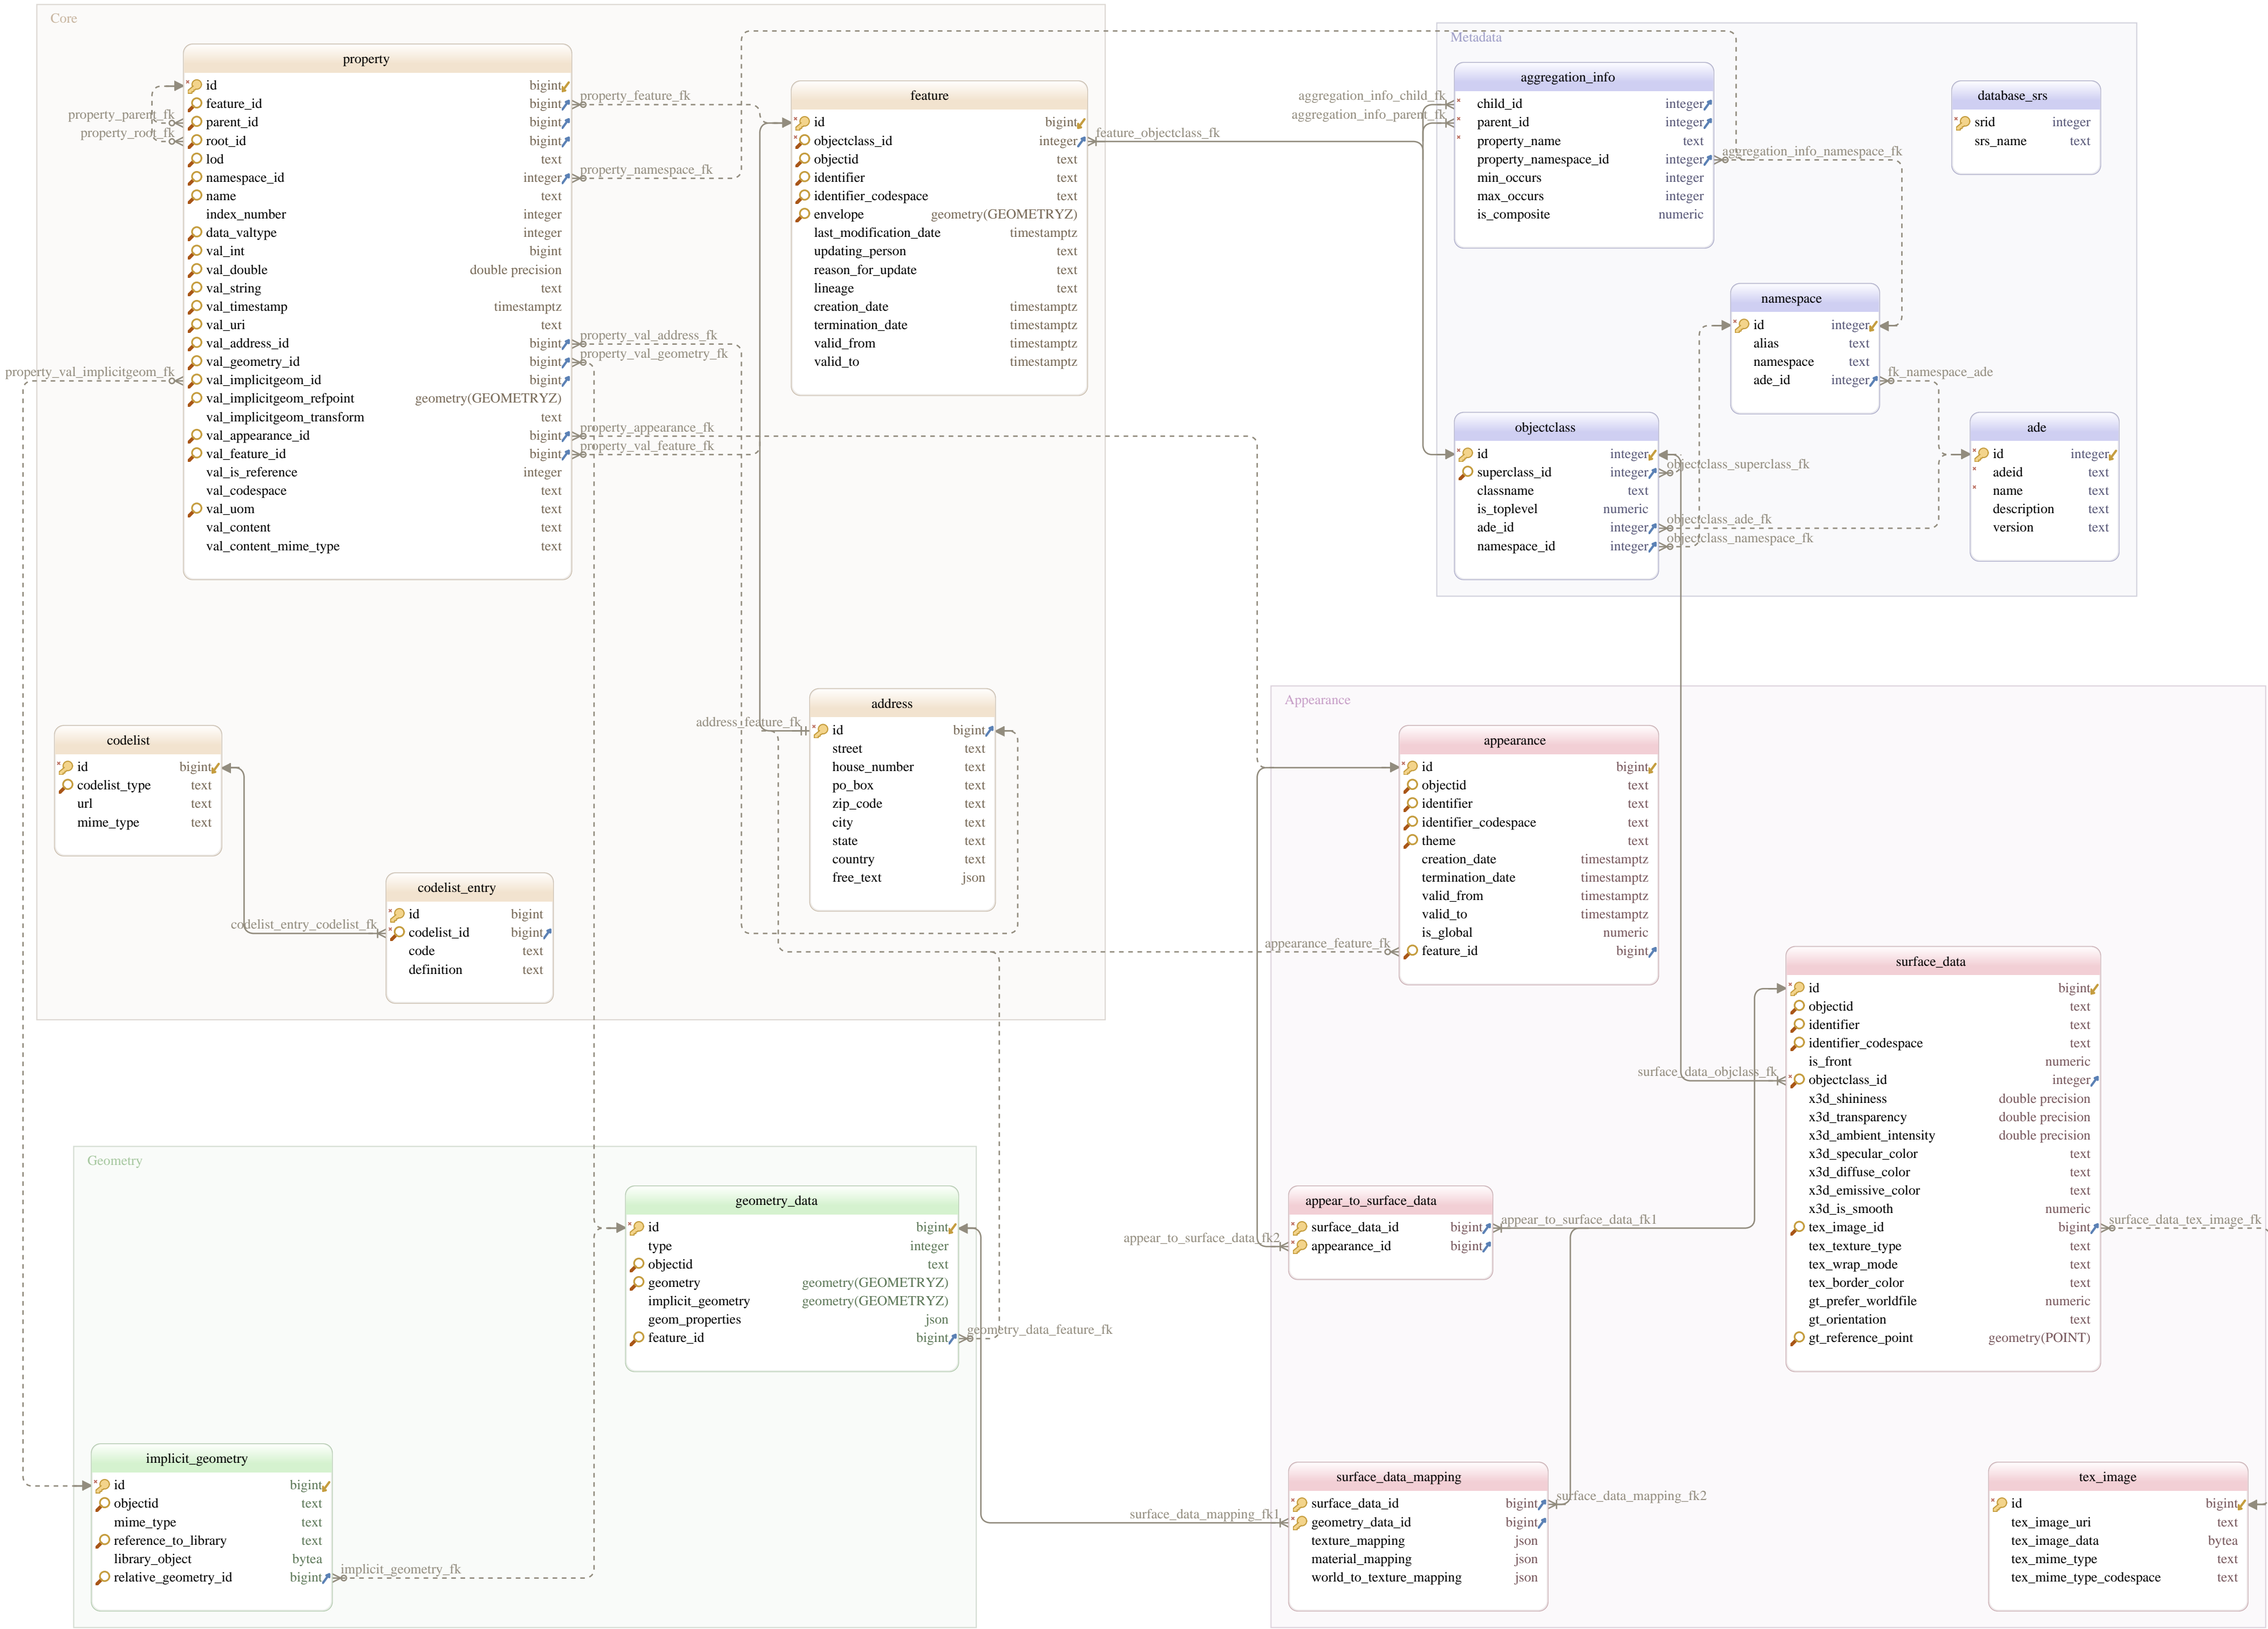 Core
property
id bigint
feature_id bigint
parent_id bigint
root_id bigint
lod text
namespace_id integer
name text
index_number integer
data_valtype integer
val_int bigint
val_double double precision
val_string text
val_timestamp timestamptz
val_uri text
val_address_id bigint
val_geometry_id bigint
val_implicitgeom_id bigint
val_implicitgeom_refpoint geometry(GEOMETRYZ)
val_implicitgeom_transform text
val_appearance_id bigint
val_feature_id bigint
val_is_reference integer
val_codespace text
val_uom text
val_content text
val_content_mime_type text
property_parent_fk
property_root_fk
property_val_implicitgeom_fk
property_feature_fk
property_namespace_fk
property_val_address_fk
property_val_geometry_fk
property_appearance_fk
property_val_feature_fk
feature
id bigint
objectclass_id integer
objectid text
identifier text
identifier_codespace text
envelope geometry(GEOMETRYZ)
last_modification_date timestamptz
updating_person text
reason_for_update text
lineage text
creation_date timestamptz
termination_date timestamptz
valid_from timestamptz
valid_to timestamptz
feature_objectclass_fk
address_feature_fk
address
id bigint
street text
house_number text
po_box text
zip_code text
city text
state text
country text
free_text json
codelist
id bigint
codelist_type text
url text
mime_type text
codelist_entry_codelist_fk
codelist_entry
id bigint
codelist_id bigint
code text
definition text
Metadata
aggregation_info_child_fk
aggregation_info_parent_fk
aggregation_info
child_id integer
parent_id integer
property_name text
property_namespace_id integer
min_occurs integer
max_occurs integer
is_composite numeric
aggregation_info_namespace_fk
database_srs
srid integer
srs_name text
namespace
id integer
alias text
namespace text
ade_id integer
fk_namespace_ade
objectclass
id integer
superclass_id integer
classname text
is_toplevel numeric
ade_id integer
namespace_id integer
objectclass_superclass_fk
objectclass_ade_fk
objectclass_namespace_fk
ade
id integer
adeid text
name text
description text
version text
Appearance
appearance
id bigint
objectid text
identifier text
identifier_codespace text
theme text
creation_date timestamptz
termination_date timestamptz
valid_from timestamptz
valid_to timestamptz
is_global numeric
feature_id bigint
appearance_feature_fk
surface_data
id bigint
objectid text
identifier text
identifier_codespace text
is_front numeric
objectclass_id integer
x3d_shininess double precision
x3d_transparency double precision
x3d_ambient_intensity double precision
x3d_specular_color text
x3d_diffuse_color text
x3d_emissive_color text
x3d_is_smooth numeric
tex_image_id bigint
tex_texture_type text
tex_wrap_mode text
tex_border_color text
gt_prefer_worldfile numeric
gt_orientation text
gt_reference_point geometry(POINT)
surface_data_objclass_fk
surface_data_tex_image_fk
appear_to_surface_data
surface_data_id bigint
appearance_id bigint
appear_to_surface_data_fk1
appear_to_surface_data_fk2
surface_data_mapping
surface_data_id bigint
geometry_data_id bigint
texture_mapping json
material_mapping json
world_to_texture_mapping json
surface_data_mapping_fk2
surface_data_mapping_fk1
tex_image
id bigint
tex_image_uri text
tex_image_data bytea
tex_mime_type text
tex_mime_type_codespace text
Geometry
geometry_data
id bigint
type integer
objectid text
geometry geometry(GEOMETRYZ)
implicit_geometry geometry(GEOMETRYZ)
geom_properties json
feature_id bigint
geometry_data_feature_fk
implicit_geometry
id bigint
objectid text
mime_type text
reference_to_library text
library_object bytea
relative_geometry_id bigint
implicit_geometry_fk